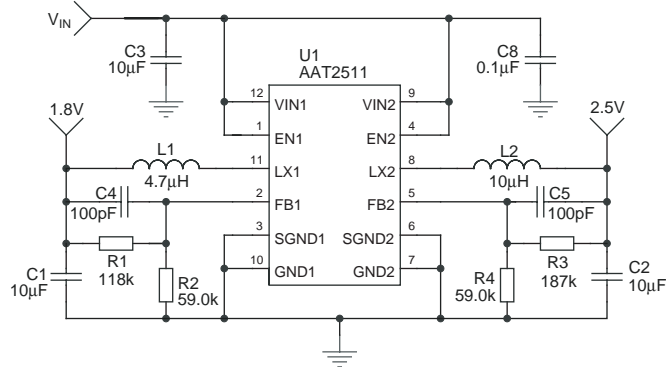 VIN
C3
10µF
U1
AAT2511
C8
0.1µF
1.8V
2.5V
12
VIN1
VIN2
9
1
EN1
EN2
4
L1
4.7µH
11
LX1
LX2
8
L2
10µH
C4
100pF
2
FB1
FB2
5
C5
100pF
3
SGND1
SGND2
6
R1
118k
R3
187k
C1
10µF
R2
59.0k
10
GND1
GND2
7
R4
59.0k
C2
10µF